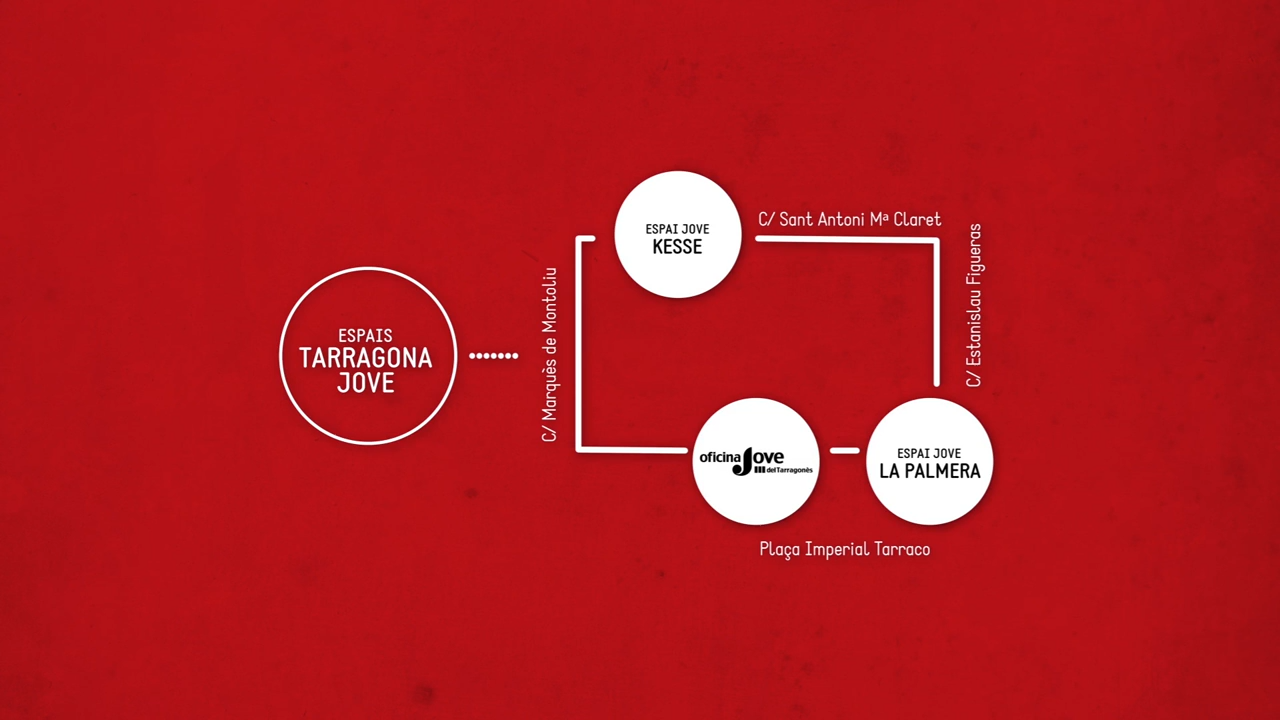 ESPAIS
TARRAGONA
JOVE
C/ Marquès de Montoliu
ESPAI JOVE
KESSE
C/ Sant Antoni Mª Claret
C/ Estanislau Figueras
oficina Jove
del Tarragonès
ESPAI JOVE
LA PALMERA
Plaça Imperial Tarraco